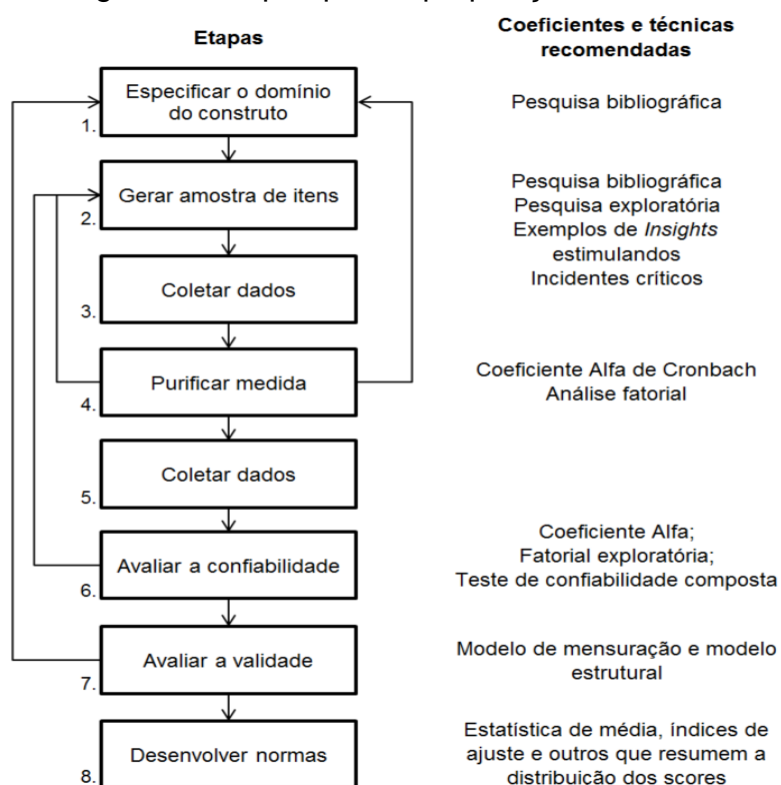 Etapas
Coeficientes e técnicas
recomendadas
Especificar o domínio
do construto
1.
Pesquisa bibliográfica
Gerar amostra de itens
2.
Pesquisa bibliográfica
Pesquisa exploratória
Exemplos de Insights
estimulandos
Incidentes críticos
Coletar dados
3.
Purificar medida
4.
Coeficiente Alfa de Cronbach
Análise fatorial
Coletar dados
5.
Avaliar a confiabilidade
6.
Coeficiente Alfa;
Fatorial exploratória;
Teste de confiabilidade composta
Avaliar a validade
7.
Modelo de mensuração e modelo
estrutural
Desenvolver normas
8.
Estatística de média, índices de
ajuste e outros que resumem a
distribuição dos scores